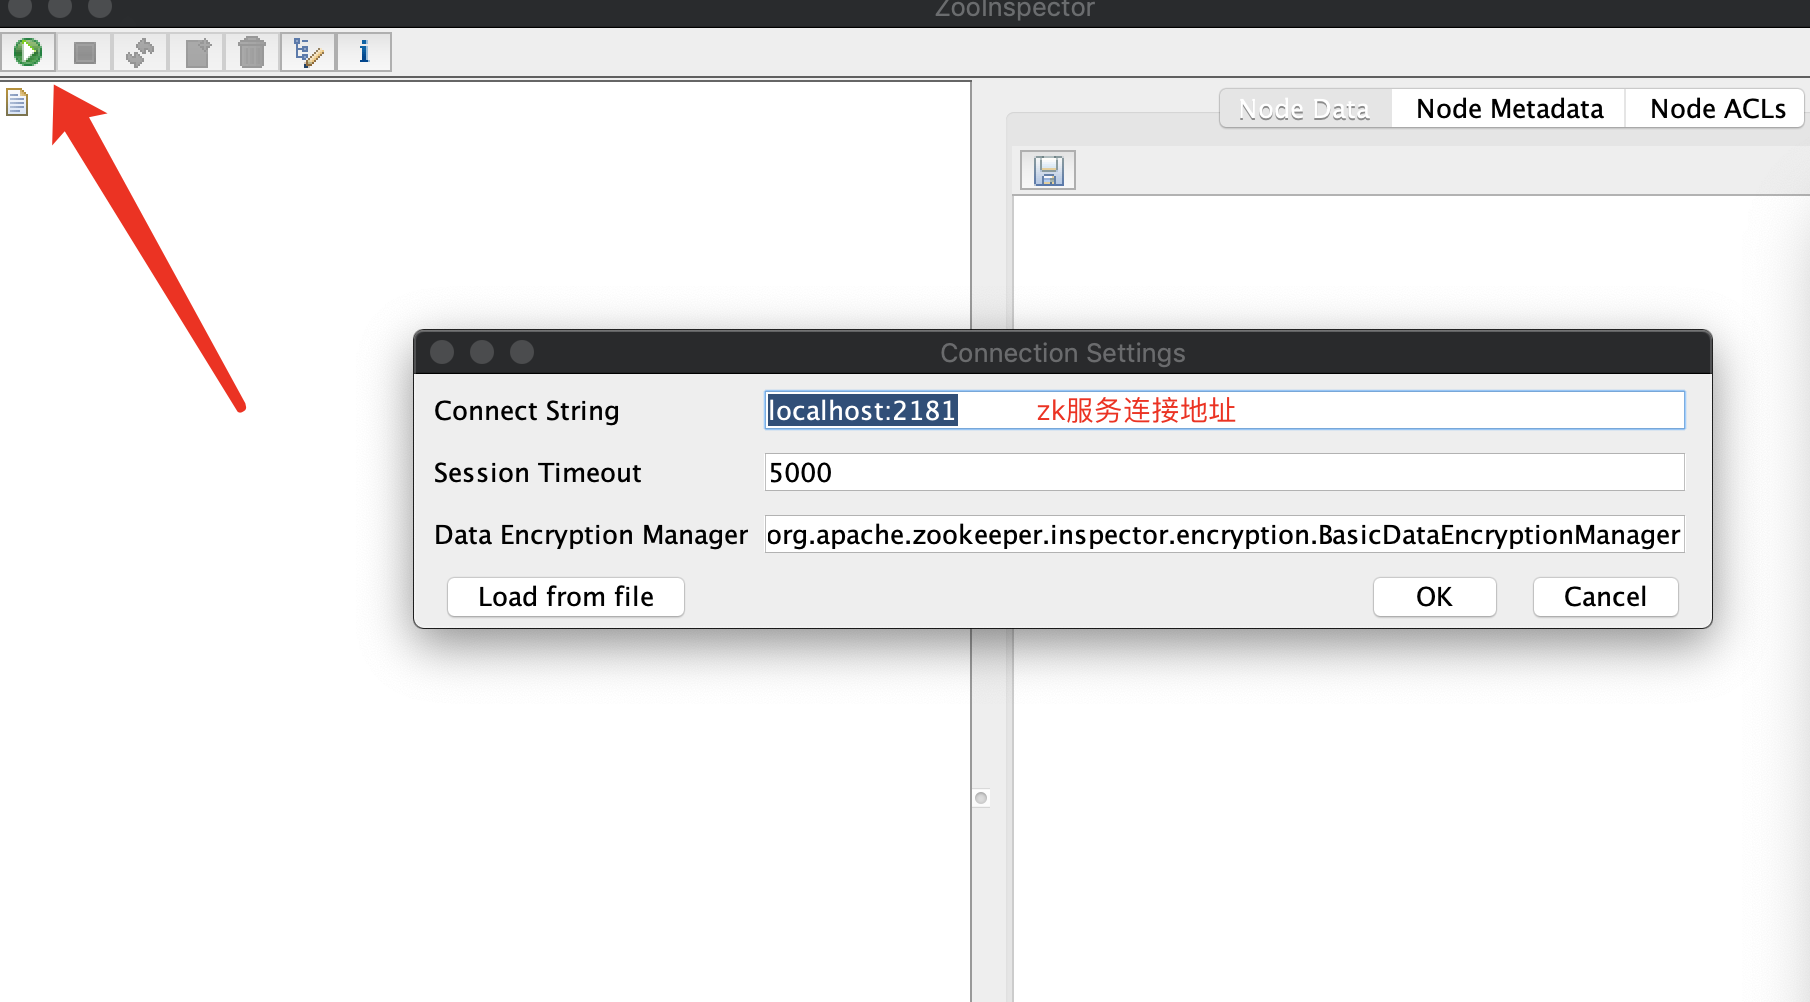 ZooInspector
Node Data Node Metadata Node ACLs
Connection Settings
Connect String localhost:2181 zk服务连接地址
Session Timeout 5000
Data Encryption Manager org.apache.zookeeper.inspector.encryption.BasicDataEncryptionManager
Load from file OK Cancel